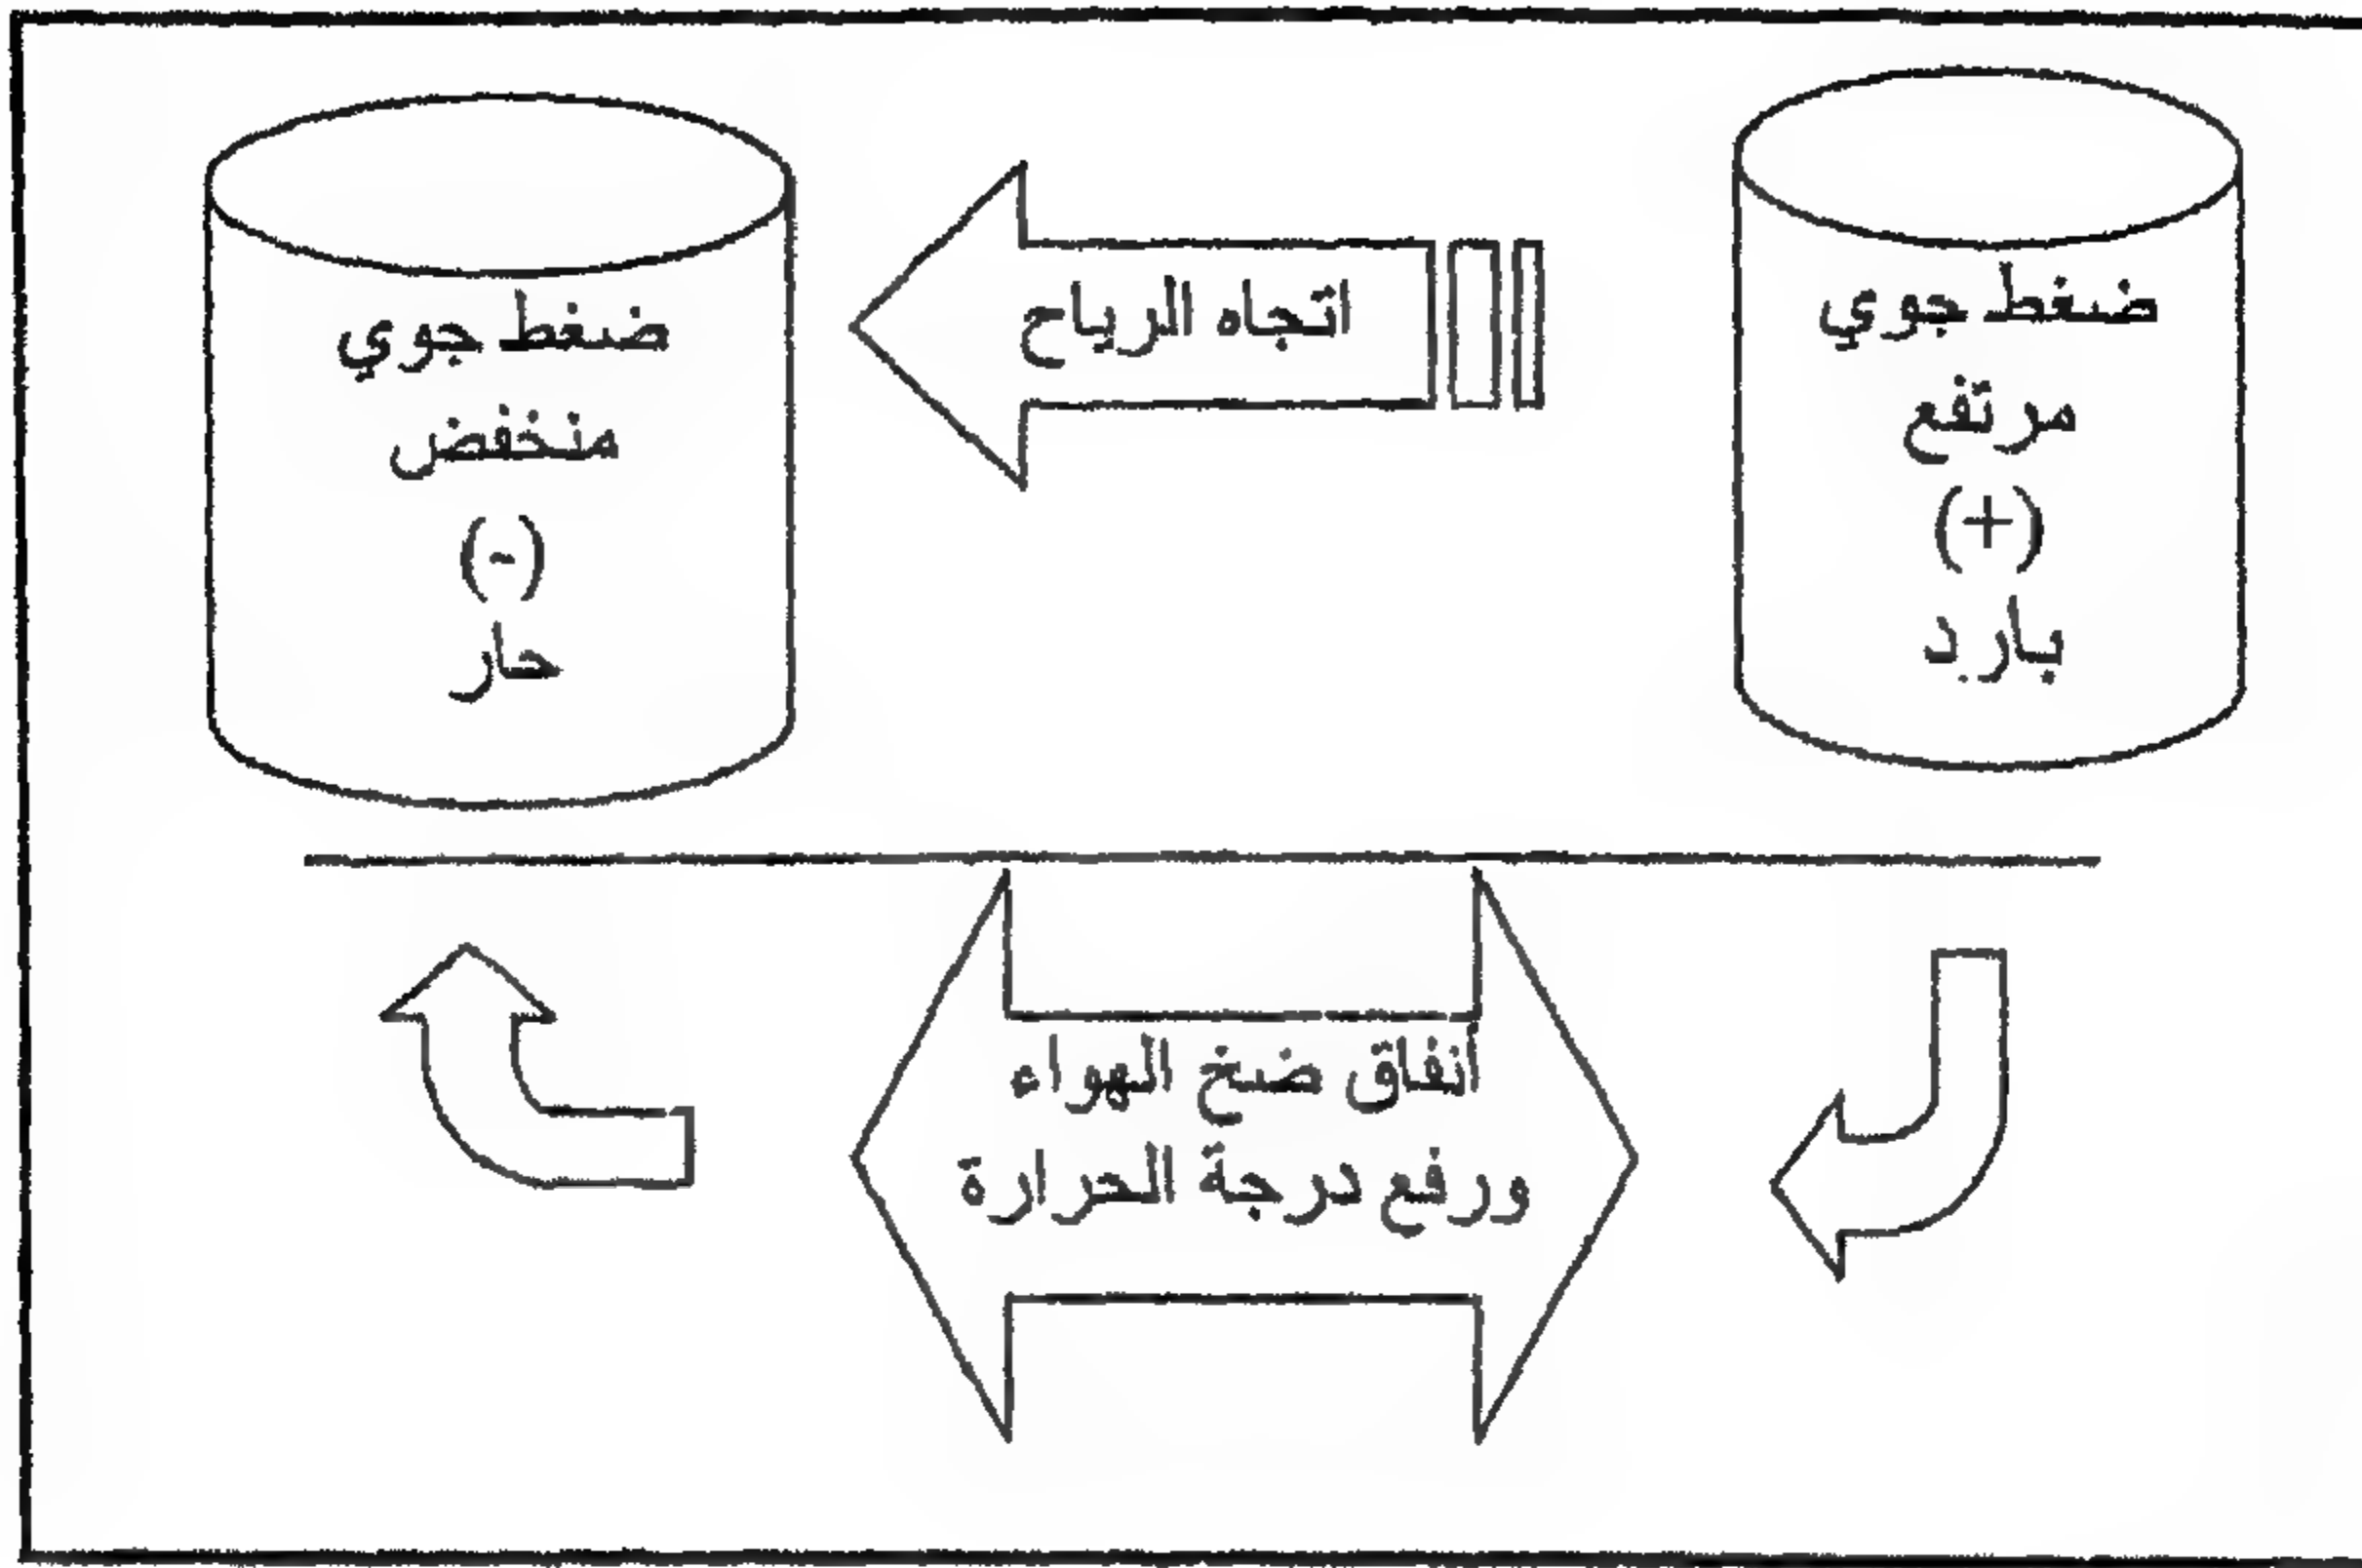 ضغط جوي
مرتفع
(+)
بارد
اتجاه الرياح
ضغط جوي
منخفض
(-)
حار
أنفاق ضخ الهواء
ورفع درجة الحرارة